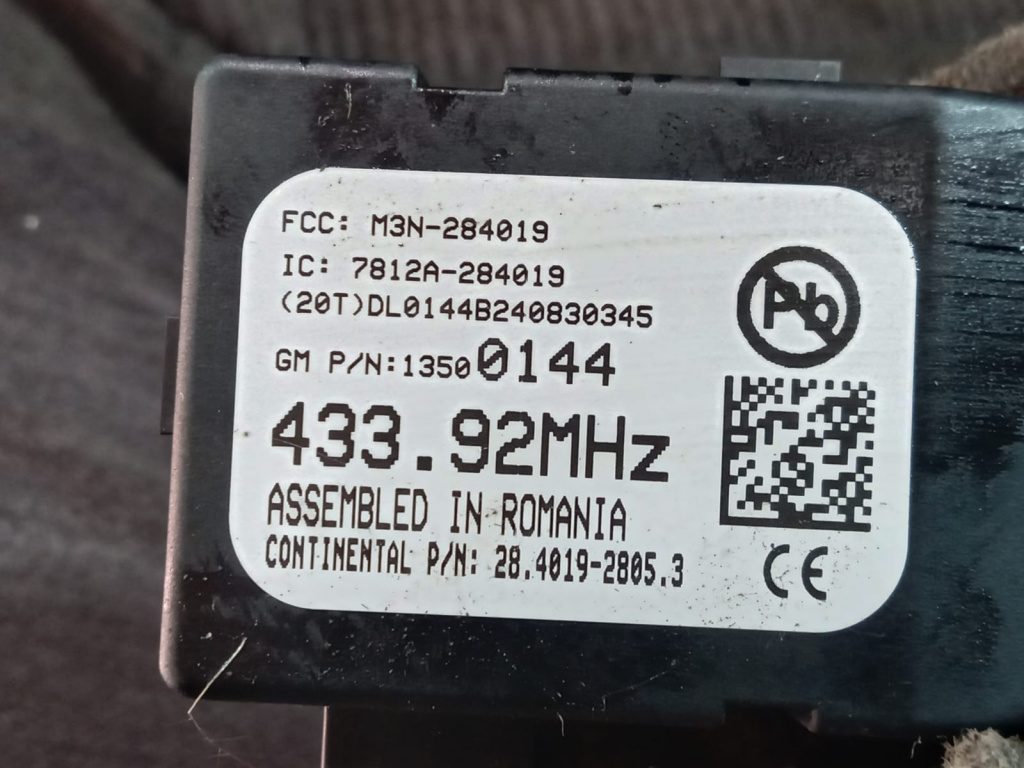 FCC: M3N-284019
IC: 7812A-284019
(20T)DL0144B240830345
GM P/N:13500144
433.92MHz
ASSEMBLED IN ROMANIA
CONTINENTAL P/N: 28.4019-2805.3
Pb
CE